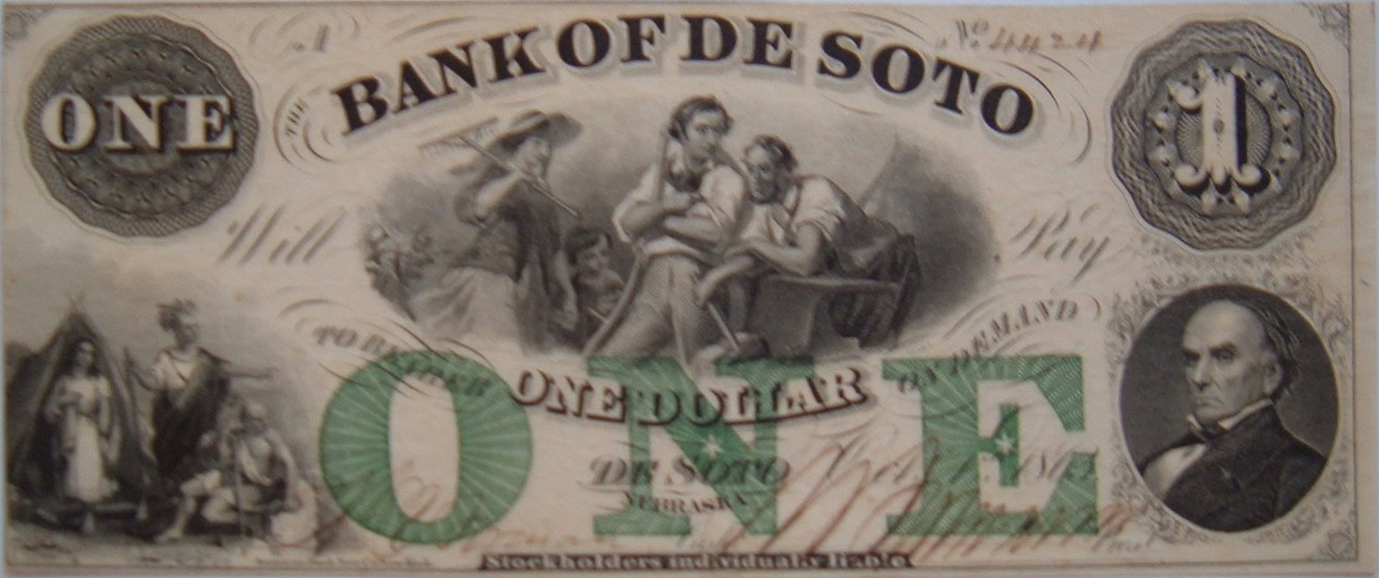 ONE
A
THE BANK OF DE SOTO
No. 4424
1
Will
Pay
TO BEARER
ONE DOLLAR
ON DEMAND
ONE
DE SOTO
NEBRASKA
Stockholders individually liable